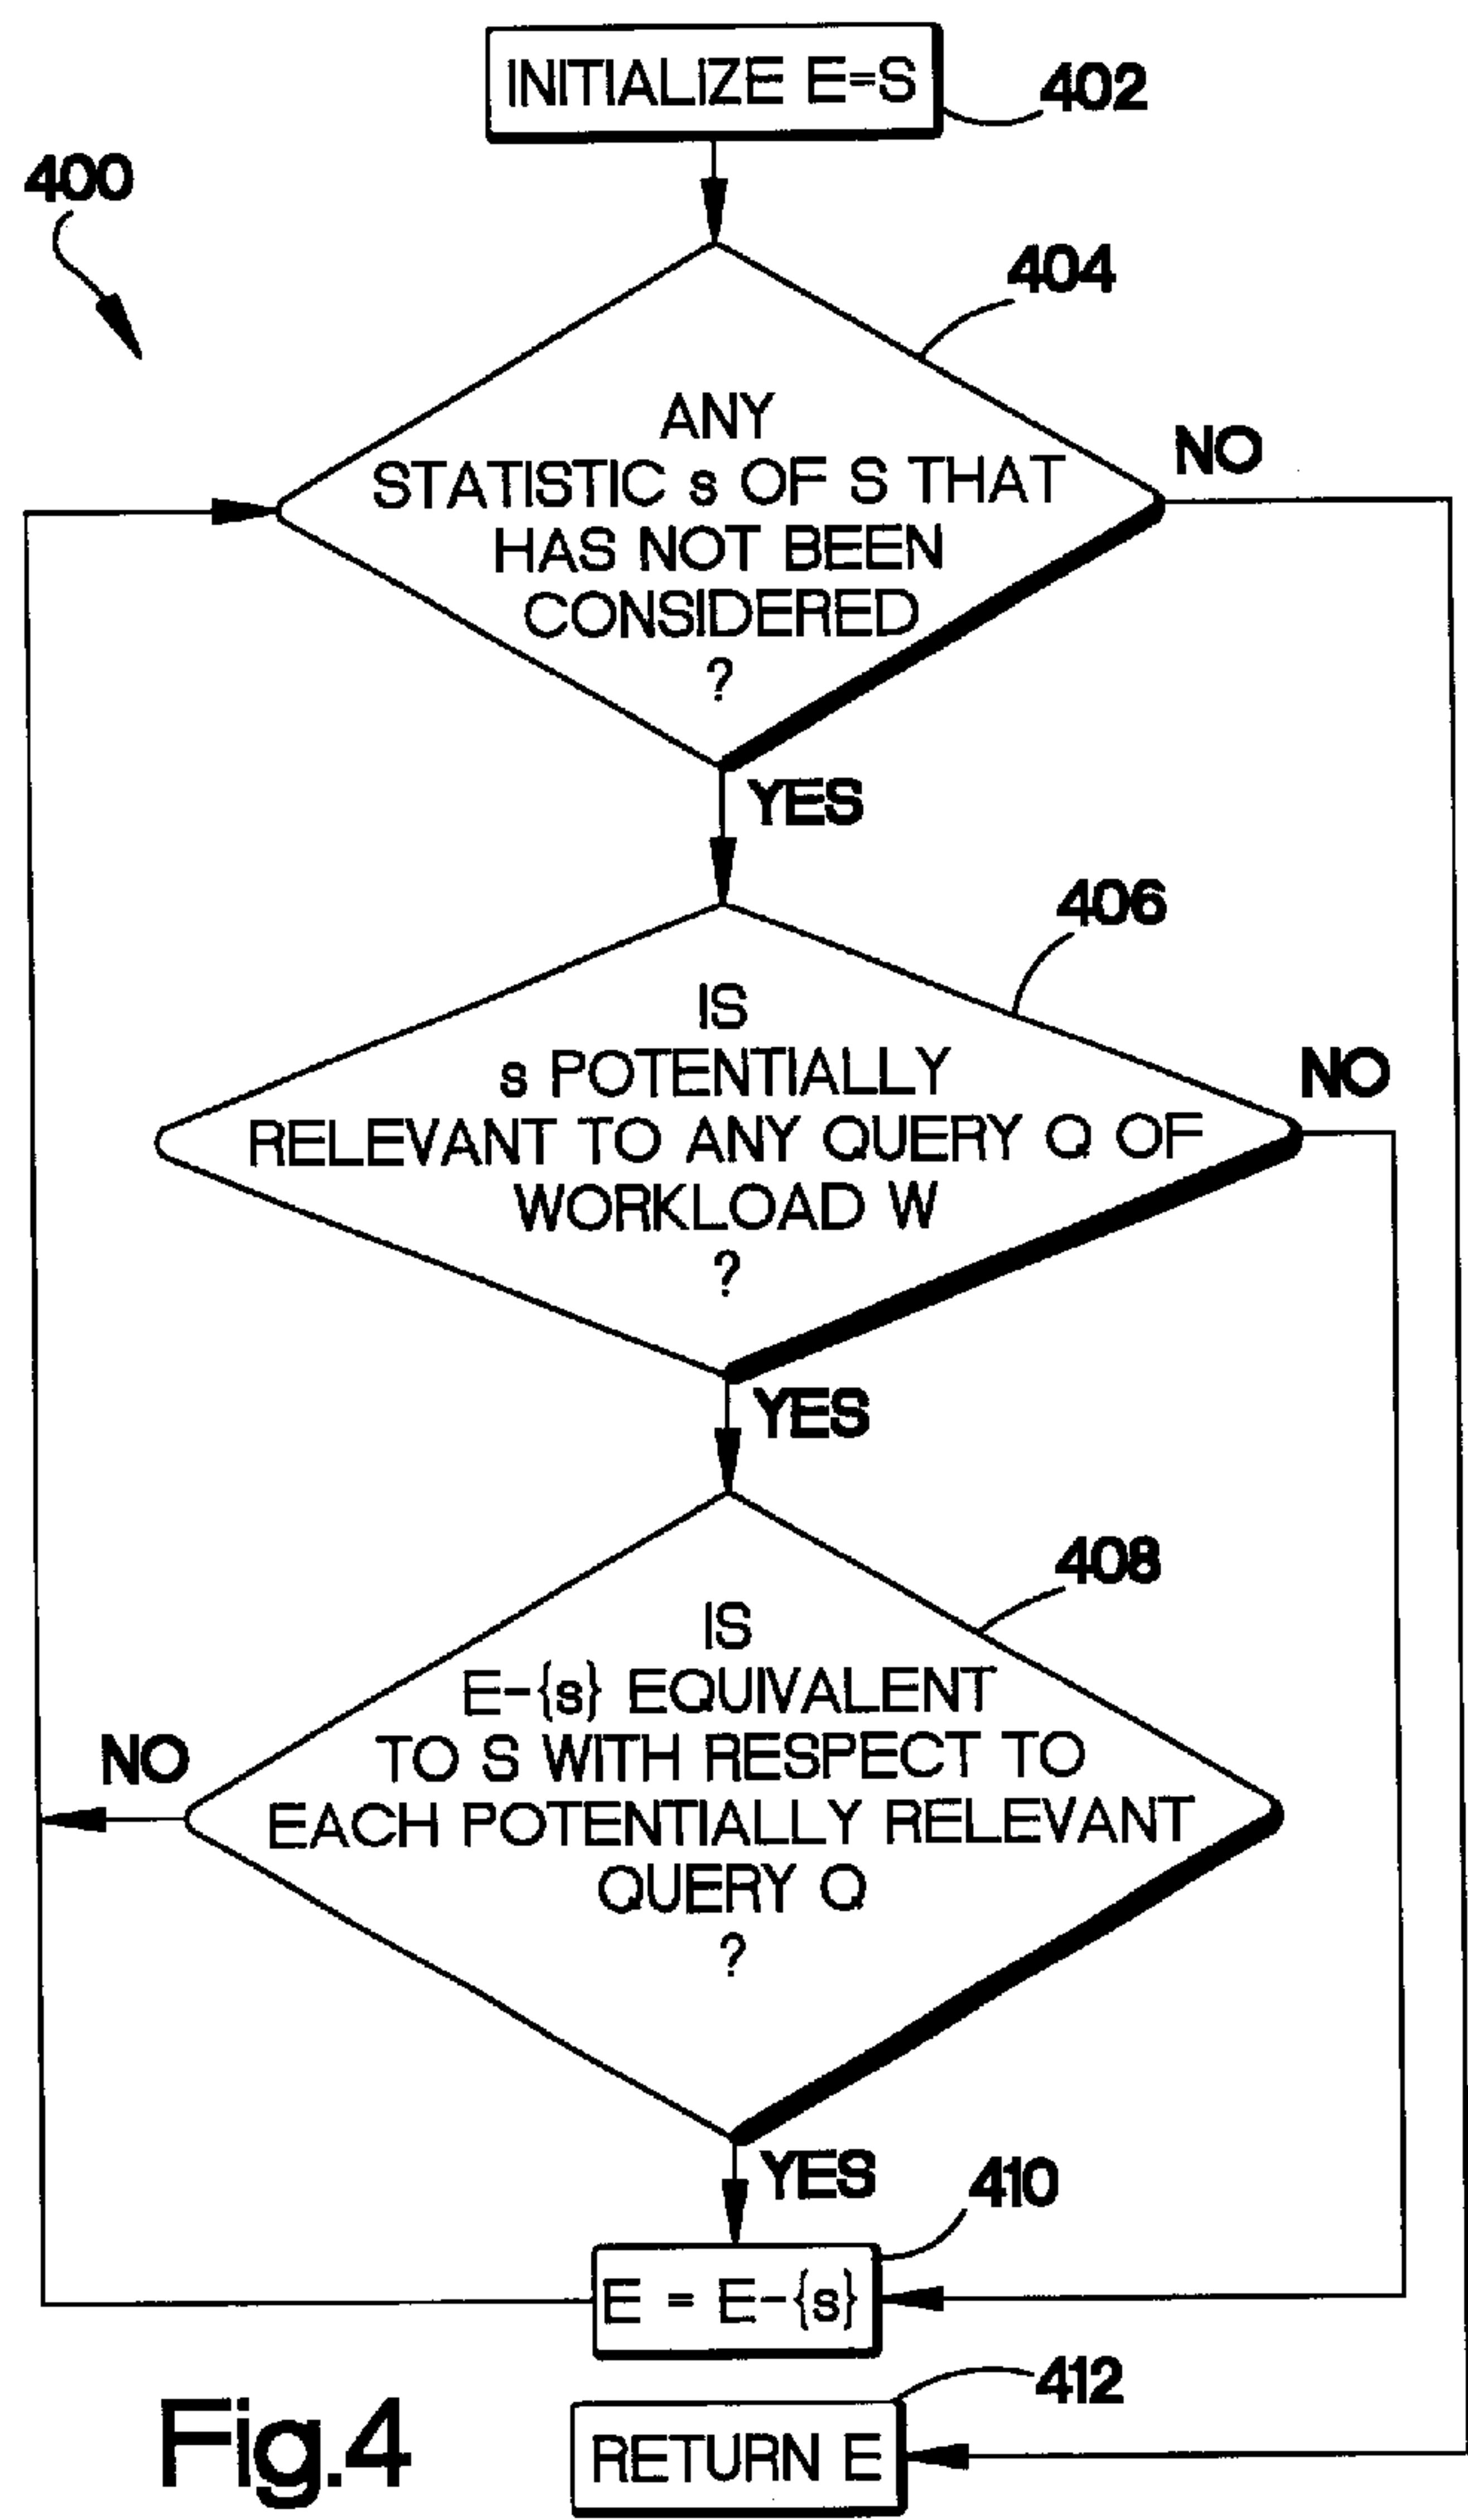 INITIALIZE E=S
402
400
404
ANY
STATISTIC s OF S THAT
HAS NOT BEEN
CONSIDERED
?
NO
YES
406
IS
s POTENTIALLY
RELEVANT TO ANY QUERY Q OF
WORKLOAD W
?
NO
YES
408
IS
E-{s} EQUIVALENT
TO S WITH RESPECT TO
EACH POTENTIALLY RELEVANT
QUERY Q
?
NO
YES
410
E = E-{s}
412
RETURN E
Fig.4